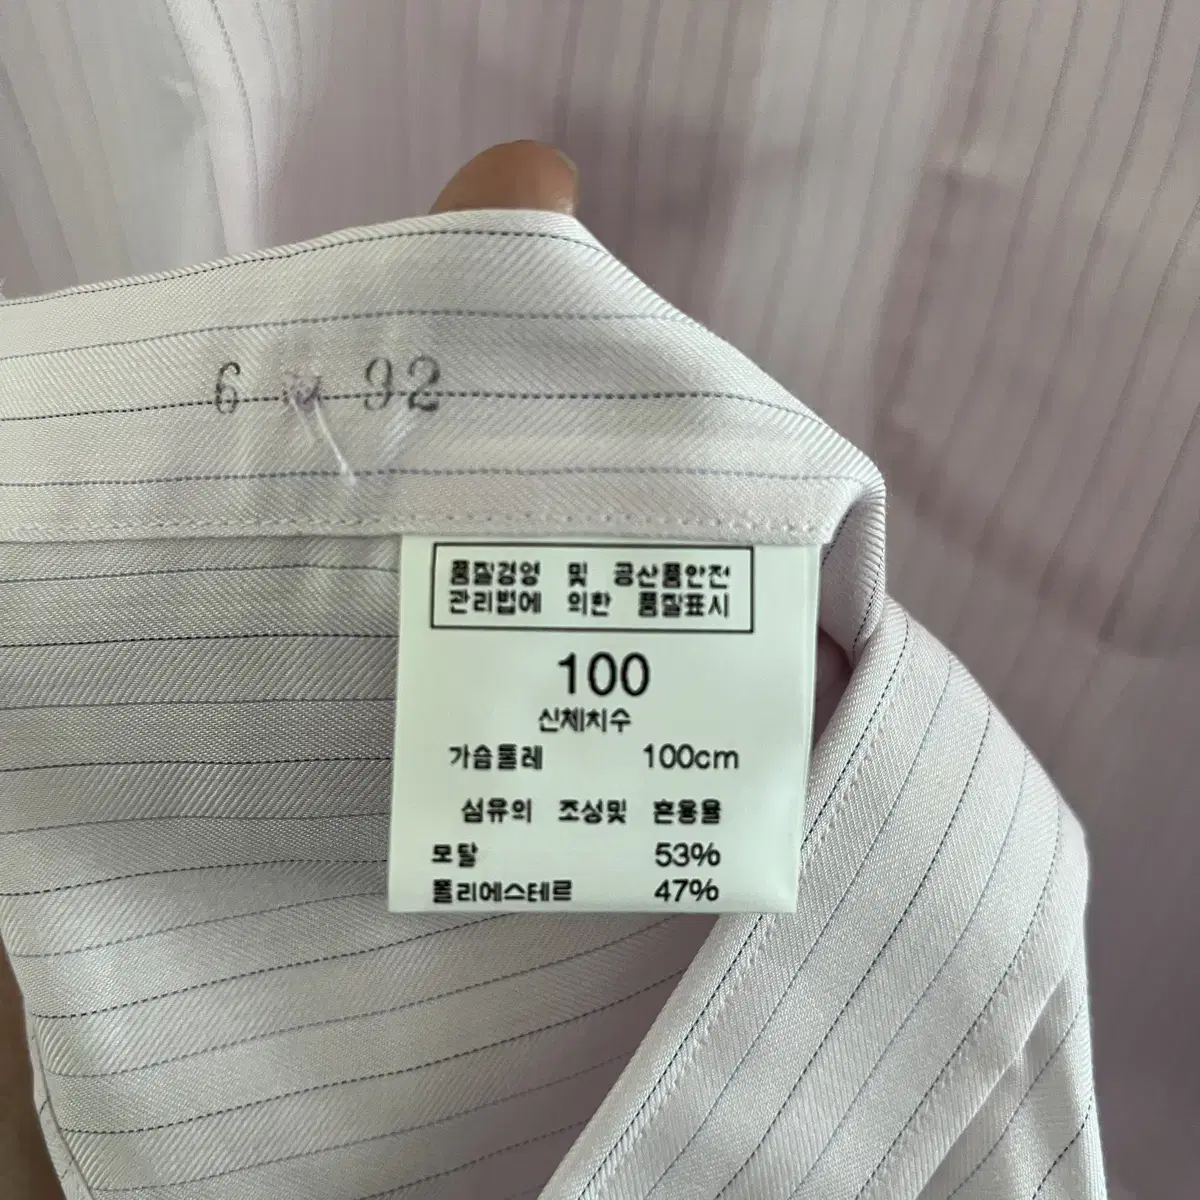 6 92
품질경영 및 공산품안전
관리법에 의한 품질표시
100
신체치수
가슴둘레 100cm
섬유의 조성및 혼용율
모달 53%
폴리에스테르 47%